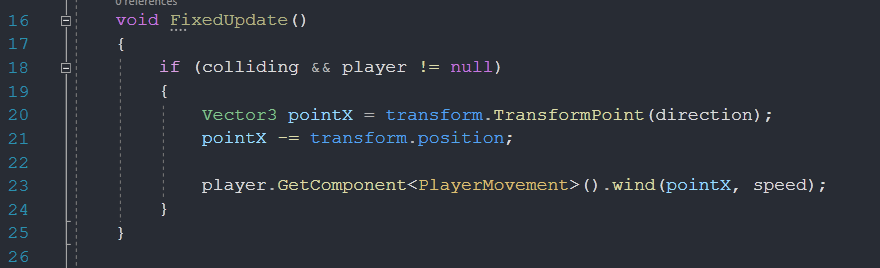 0 references
16 void FixedUpdate()
17 {
18 if (colliding && player != null)
19 {
20 Vector3 pointX = transform.TransformPoint(direction);
21 pointX -= transform.position;
22
23 player.GetComponent<PlayerMovement>().wind(pointX, speed);
24 }
25 }
26